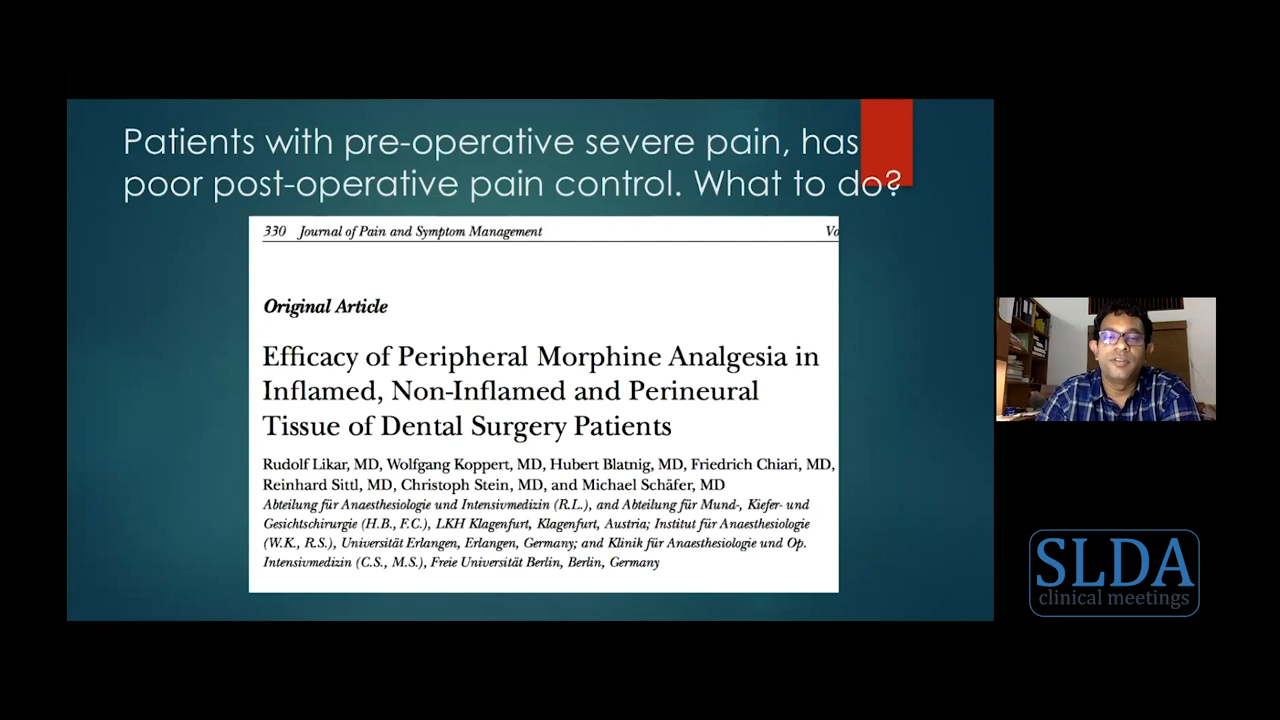 Patients with pre-operative severe pain, has
poor post-operative pain control. What to do?
330 Journal of Pain and Symptom Management Vo
Original Article
Efficacy of Peripheral Morphine Analgesia in
Inflamed, Non-Inflamed and Perineural
Tissue of Dental Surgery Patients
Rudolf Likar, MD, Wolfgang Koppert, MD, Hubert Blatnig, MD, Friedrich Chiari, MD,
Reinhard Sittl, MD, Christoph Stein, MD, and Michael Schäfer, MD
Abteilung für Anaesthesiologie und Intensivmedizin (R.L.), and Abteilung für Mund-, Kiefer- und
Gesichtschirurgie (H.B., F.C.), LKH Klagenfurt, Klagenfurt, Austria; Institut für Anaesthesiologie
(W.K., R.S.), Universität Erlangen, Erlangen, Germany; and Klinik für Anaesthesiologie und Op.
Intensivmedizin (C.S., M.S.), Freie Universität Berlin, Berlin, Germany
SLDA
clinical meetings